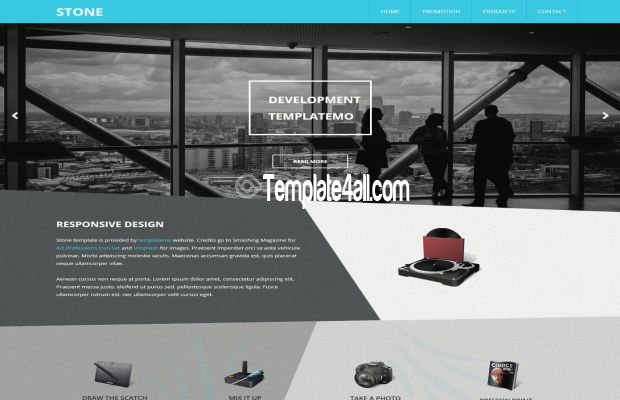 STONE
HOME
PROMOTION
PRODUCTS
CONTACT
DEVELOPMENT
TEMPLATEMO
READ MORE
Template4all.com
RESPONSIVE DESIGN
Stone template is provided by templatemo website. Credits go to Smashing Magazine for
Art Professions Icon Set and Unsplash for images. Praesent imperdiet orci se ante vehicula
pulvinar. Morbi adipiscing molestie iaculis. Maecenas accumsan gravida elit, quis placerat
neque ullamcorper vitae.
Aenean cursus non neque at porta. Lorem ipsum dolor amet, consectetur adipiscing elit.
Praesent massa justo, eleifend ut purus sed, pellentesque scelerisque ligula. Fusce
ullamcorper rutrum est, nec ullamcorper velit cursus eget.
COMICS
DRAW THE SCATCH
MIX IT UP
TAKE A PHOTO
PREVIEW PRINT